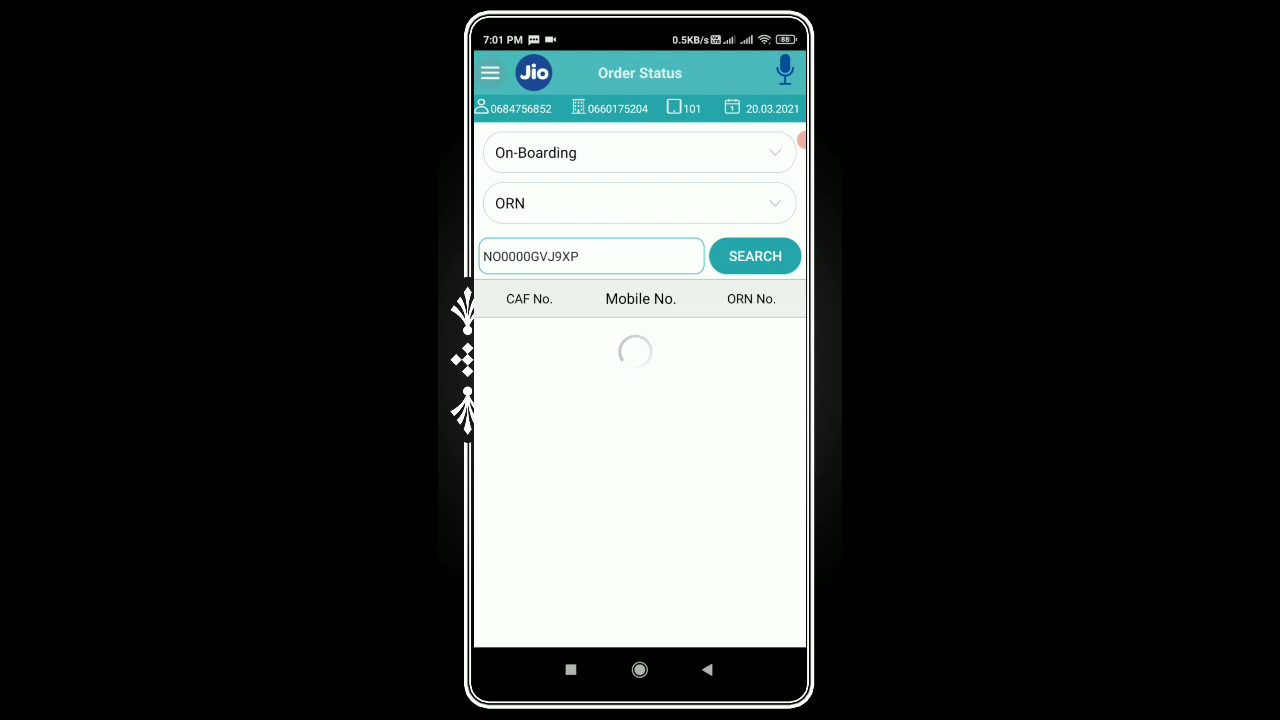 7:01 PM 0.5KB/s 88
Jio Order Status
0684756852 0660175204 101 20.03.2021
On-Boarding
ORN
NO0000GVJ9XP SEARCH
CAF No. Mobile No. ORN No.